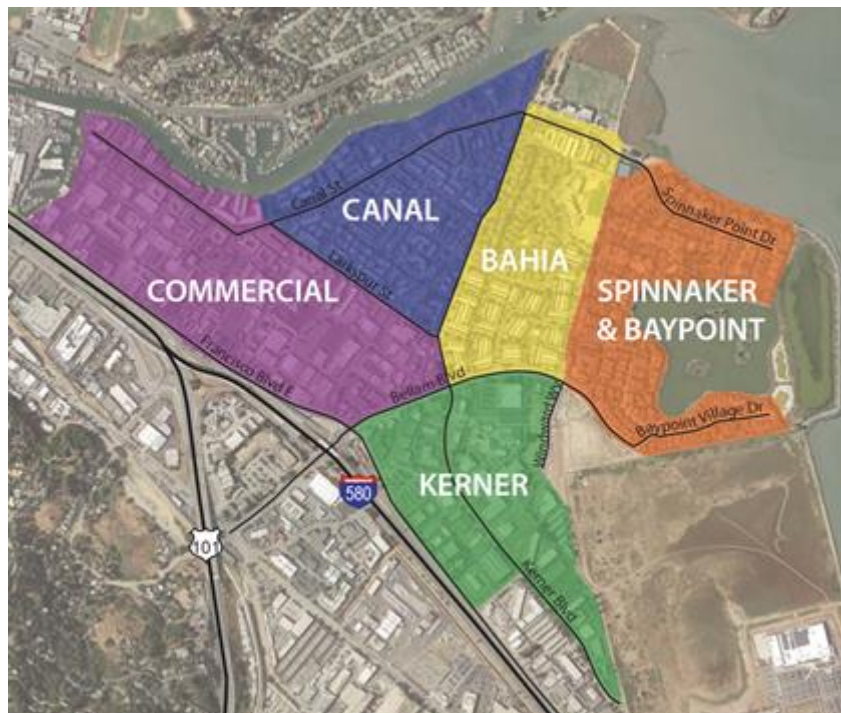 Canal St
CANAL
Spinnaker Point Dr
BAHIA
COMMERCIAL
Larkspur St
SPINNAKER
& BAYPOINT
Francisco Blvd E
Bellam Blvd
Baypoint Village Dr
KERNER
580
101
Kerner Blvd